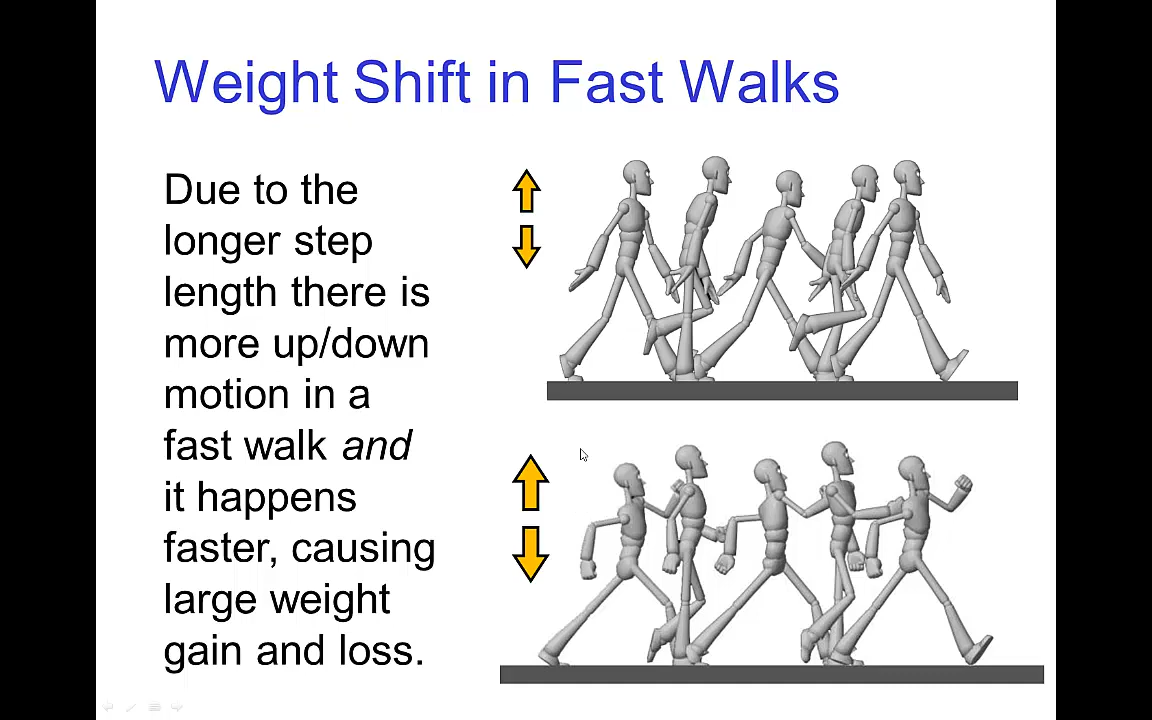 Weight Shift in Fast Walks
Due to the
longer step
length there is
more up/down
motion in a
fast walk and
it happens
faster, causing
large weight
gain and loss.